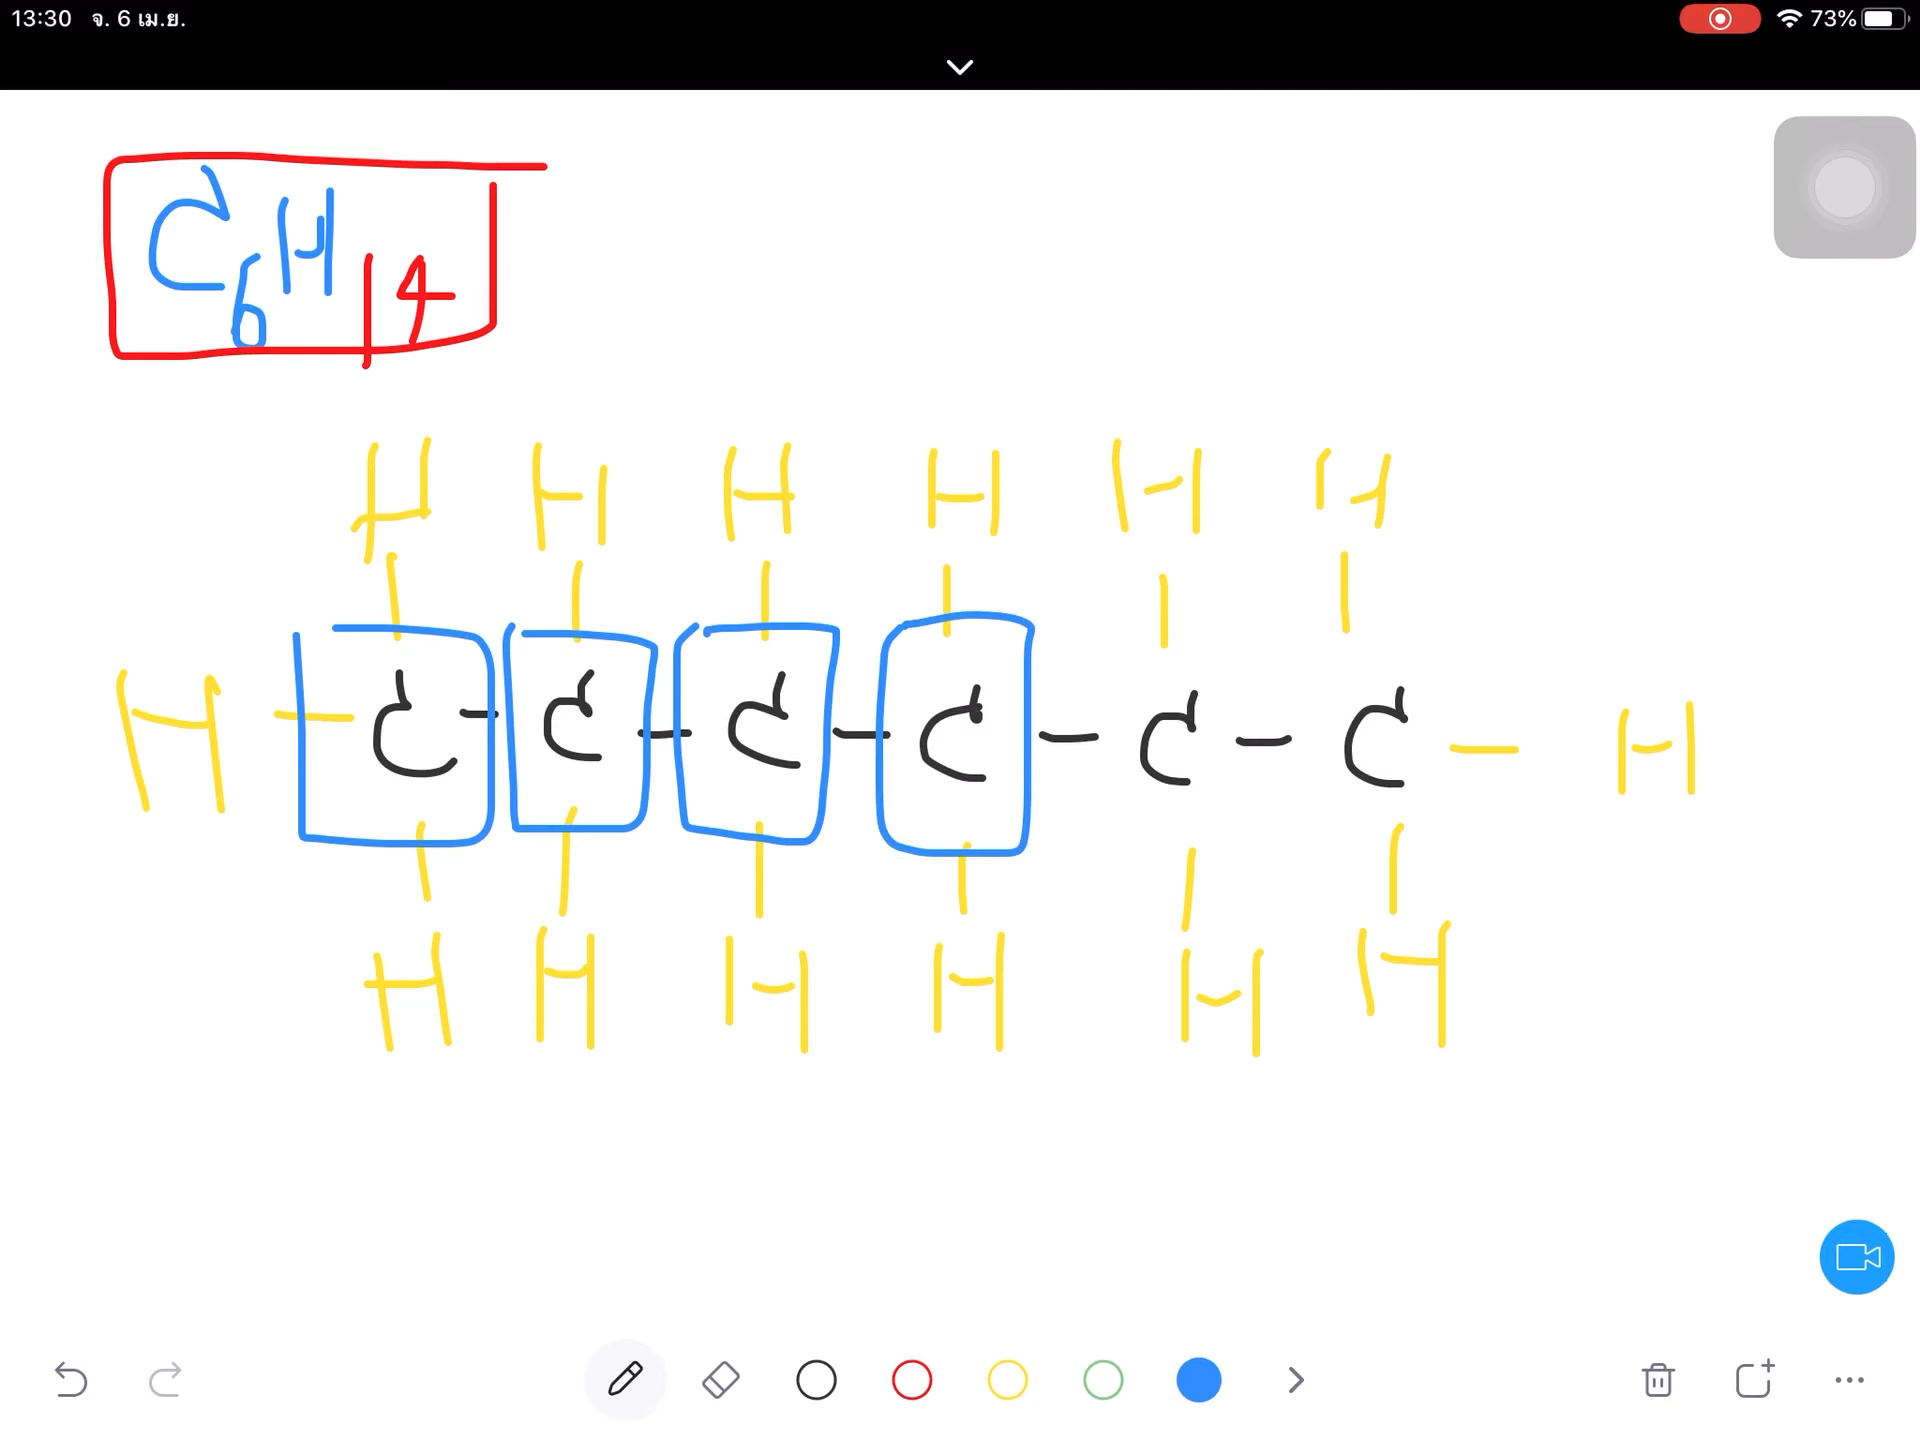 13:30 จ. 6 เม.ย. 73%
C6H14
H H H H H H
H - C - C - C - C - C - C - H
H H H H H H